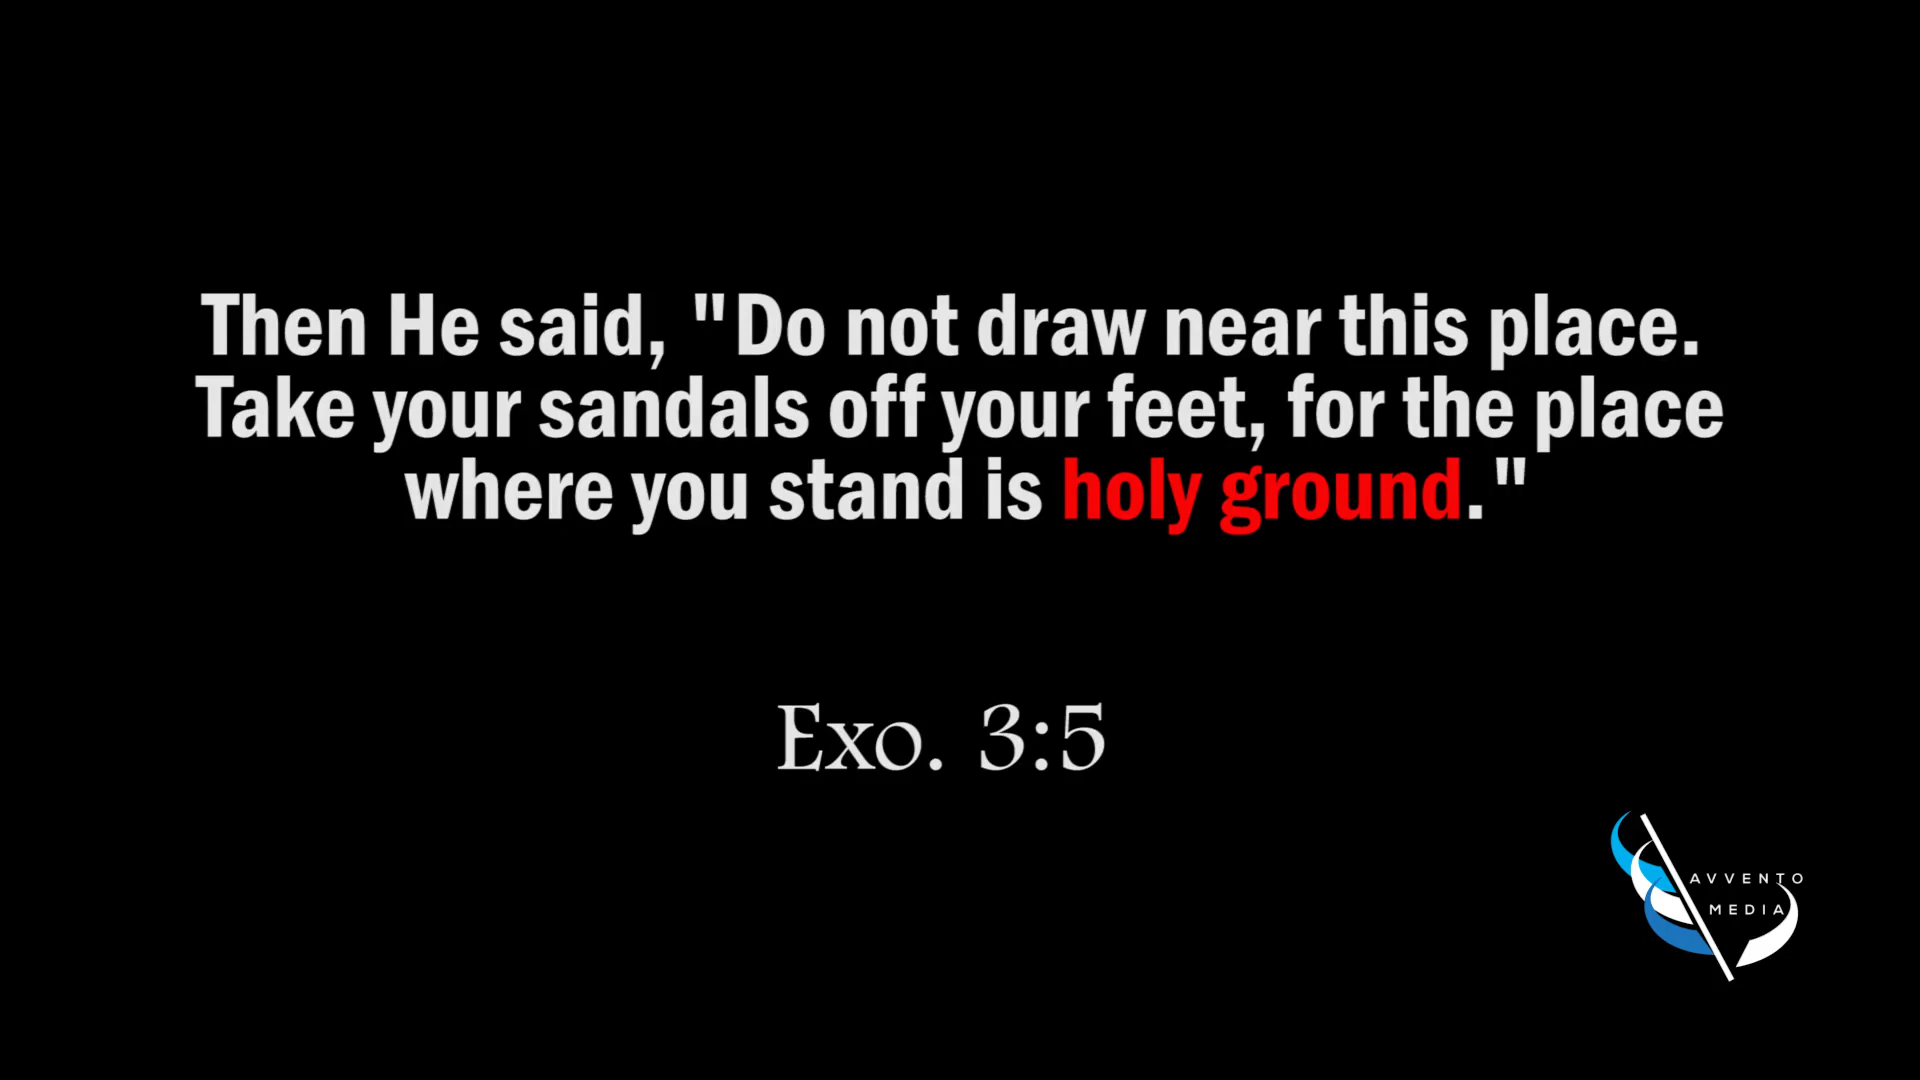 Then He said, "Do not draw near this place.
Take your sandals off your feet, for the place
where you stand is holy ground."
Exo. 3:5
AVVENTO
MEDIA